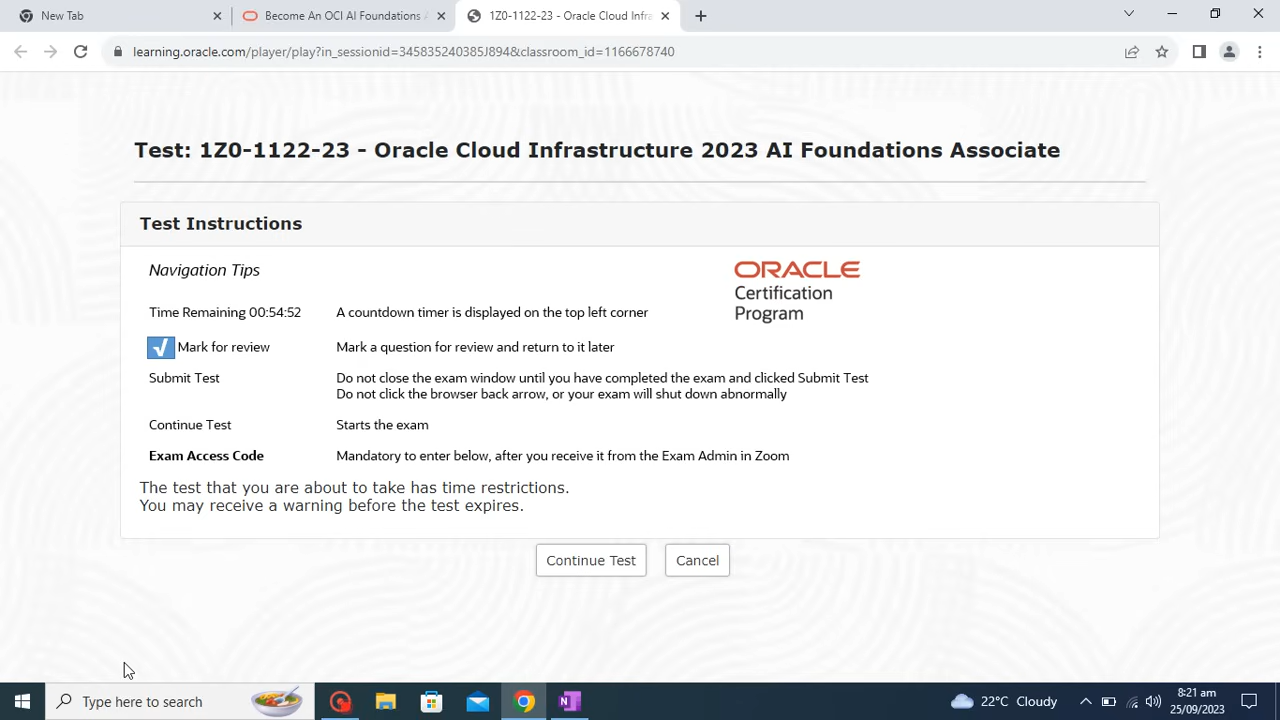 New Tab
Become An OCI AI Foundations A
1Z0-1122-23 - Oracle Cloud Infra
learning.oracle.com/player/play?in_sessionid=345835240385J894&classroom_id=1166678740
Test: 1Z0-1122-23 - Oracle Cloud Infrastructure 2023 AI Foundations Associate
Test Instructions
Navigation Tips
ORACLE
Certification
Program
Time Remaining 00:54:52 A countdown timer is displayed on the top left corner
Mark for review Mark a question for review and return to it later
Submit Test Do not close the exam window until you have completed the exam and clicked Submit Test
Do not click the browser back arrow, or your exam will shut down abnormally
Continue Test Starts the exam
Exam Access Code Mandatory to enter below, after you receive it from the Exam Admin in Zoom
The test that you are about to take has time restrictions.
You may receive a warning before the test expires.
Continue Test Cancel
Type here to search
22°C Cloudy
8:21 am
25/09/2023